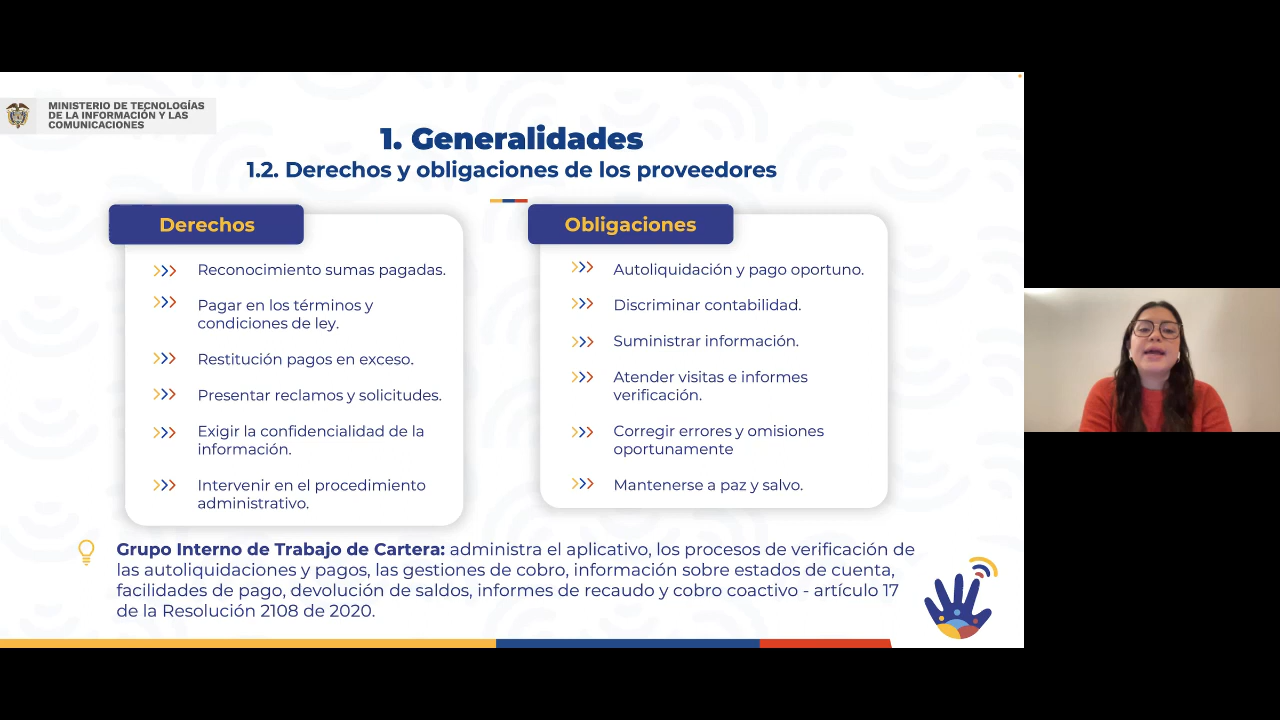 MINISTERIO DE TECNOLOGÍAS
DE LA INFORMACIÓN Y LAS
COMUNICACIONES
1. Generalidades
1.2. Derechos y obligaciones de los proveedores
Derechos
Reconocimiento sumas pagadas.
Pagar en los términos y
condiciones de ley.
Restitución pagos en exceso.
Presentar reclamos y solicitudes.
Exigir la confidencialidad de la
información.
Intervenir en el procedimiento
administrativo.
Obligaciones
Autoliquidación y pago oportuno.
Discriminar contabilidad.
Suministrar información.
Atender visitas e informes
verificación.
Corregir errores y omisiones
oportunamente
Mantenerse a paz y salvo.
Grupo Interno de Trabajo de Cartera: administra el aplicativo, los procesos de verificación de
las autoliquidaciones y pagos, las gestiones de cobro, información sobre estados de cuenta,
facilidades de pago, devolución de saldos, informes de recaudo y cobro coactivo - artículo 17
de la Resolución 2108 de 2020.